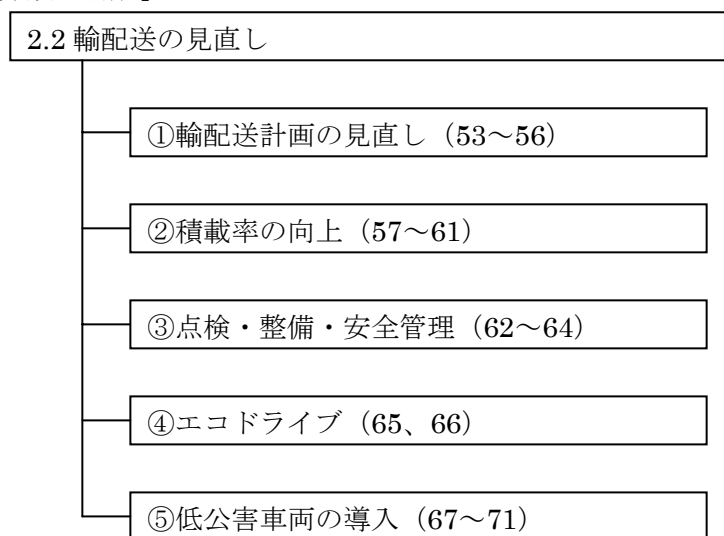 2.2 輸配送の見直し
①輸配送計画の見直し（53～56）
②積載率の向上（57～61）
③点検・整備・安全管理（62～64）
④エコドライブ（65、66）
⑤低公害車両の導入（67～71）